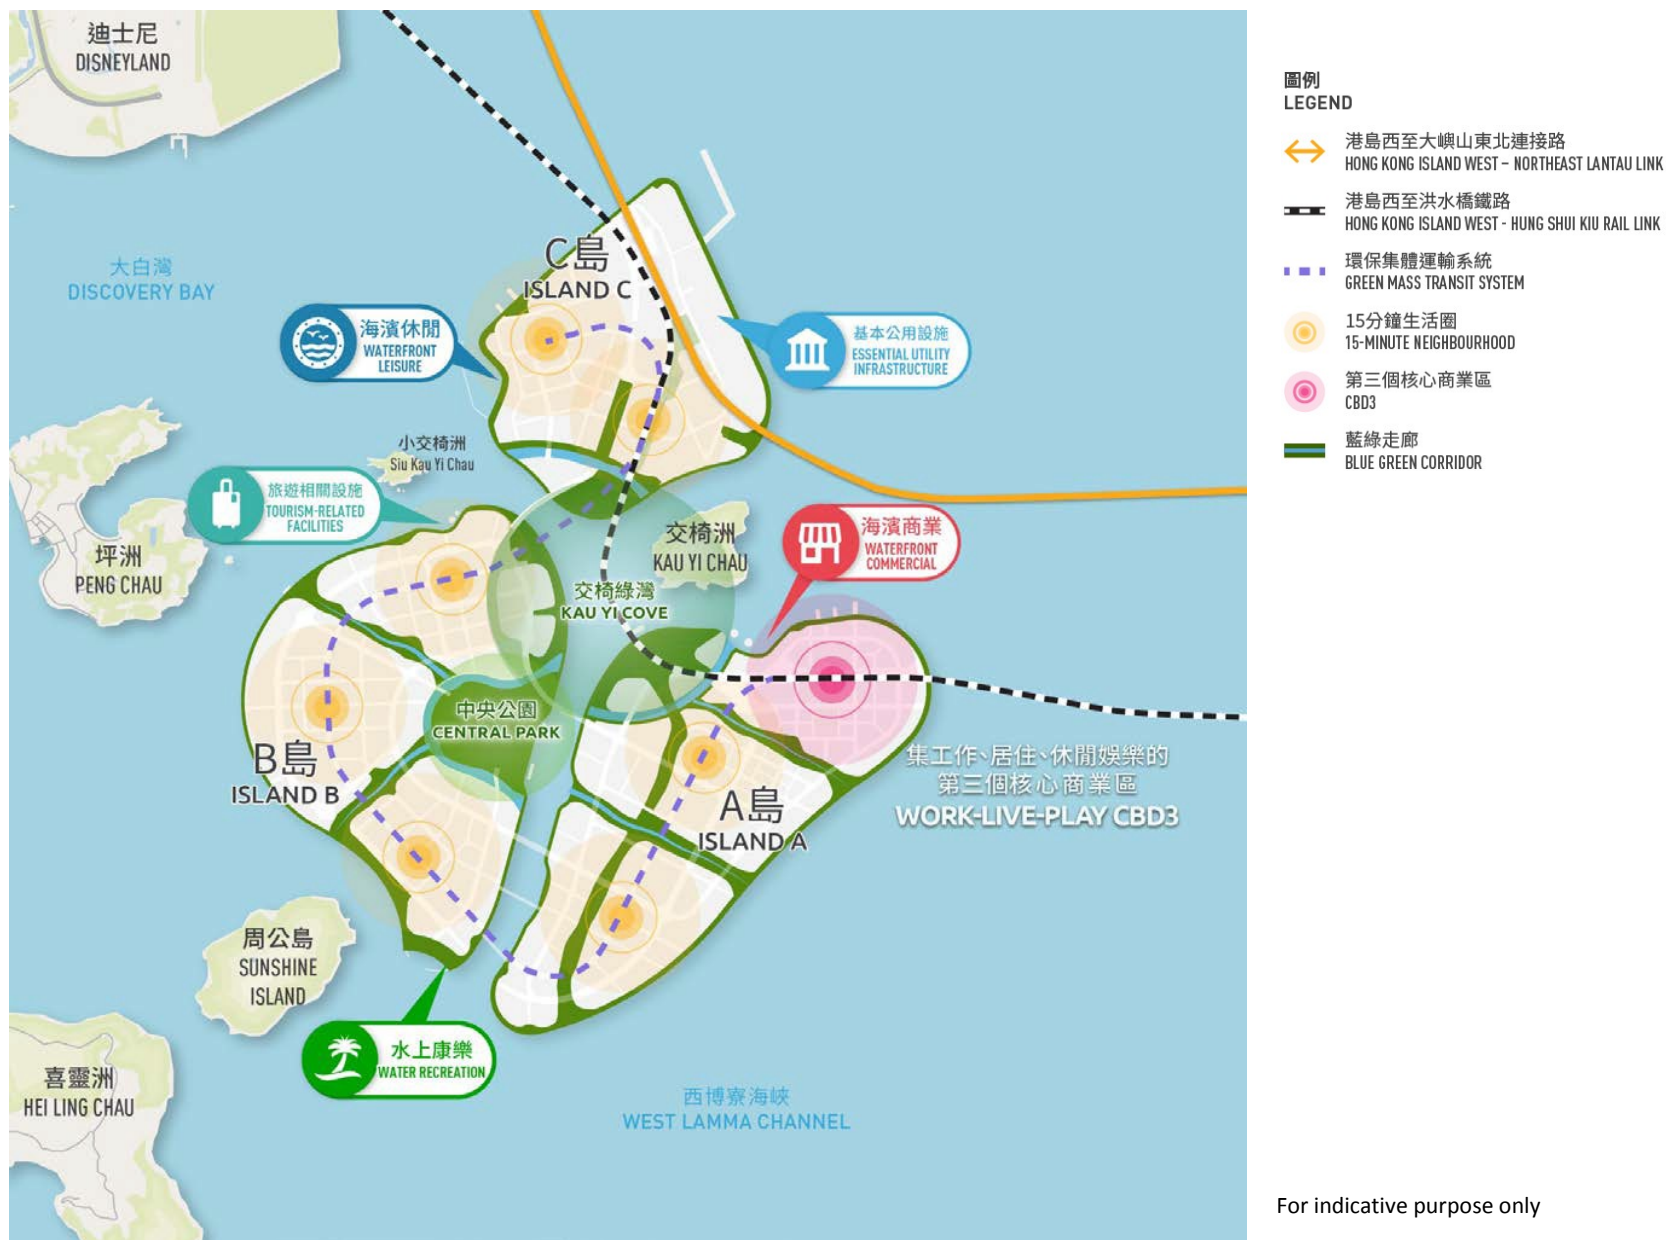 迪士尼
DISNEYLAND
大白灣
DISCOVERY BAY
C島
ISLAND C
海濱休閒
WATERFRONT
LEISURE
基本公用設施
ESSENTIAL UTILITY
INFRASTRUCTURE
小交椅洲
Siu Kau Yi Chau
旅遊相關設施
TOURISM-RELATED
FACILITIES
坪洲
PENG CHAU
交椅洲
KAU YI CHAU
海濱商業
WATERFRONT
COMMERCIAL
交椅綠灣
KAU YI COVE
中央公園
CENTRAL PARK
B島
ISLAND B
A島
ISLAND A
集工作、居住、休閒娛樂的
第三個核心商業區
WORK-LIVE-PLAY CBD3
周公島
SUNSHINE
ISLAND
水上康樂
WATER RECREATION
喜靈洲
HEI LING CHAU
西博寮海峽
WEST LAMMA CHANNEL
圖例
LEGEND
港島西至大嶼山東北連接路
HONG KONG ISLAND WEST – NORTHEAST LANTAU LINK
港島西至洪水橋鐵路
HONG KONG ISLAND WEST - HUNG SHUI KIU RAIL LINK
環保集體運輸系統
GREEN MASS TRANSIT SYSTEM
15分鐘生活圈
15-MINUTE NEIGHBOURHOOD
第三個核心商業區
CBD3
藍綠走廊
BLUE GREEN CORRIDOR
For indicative purpose only